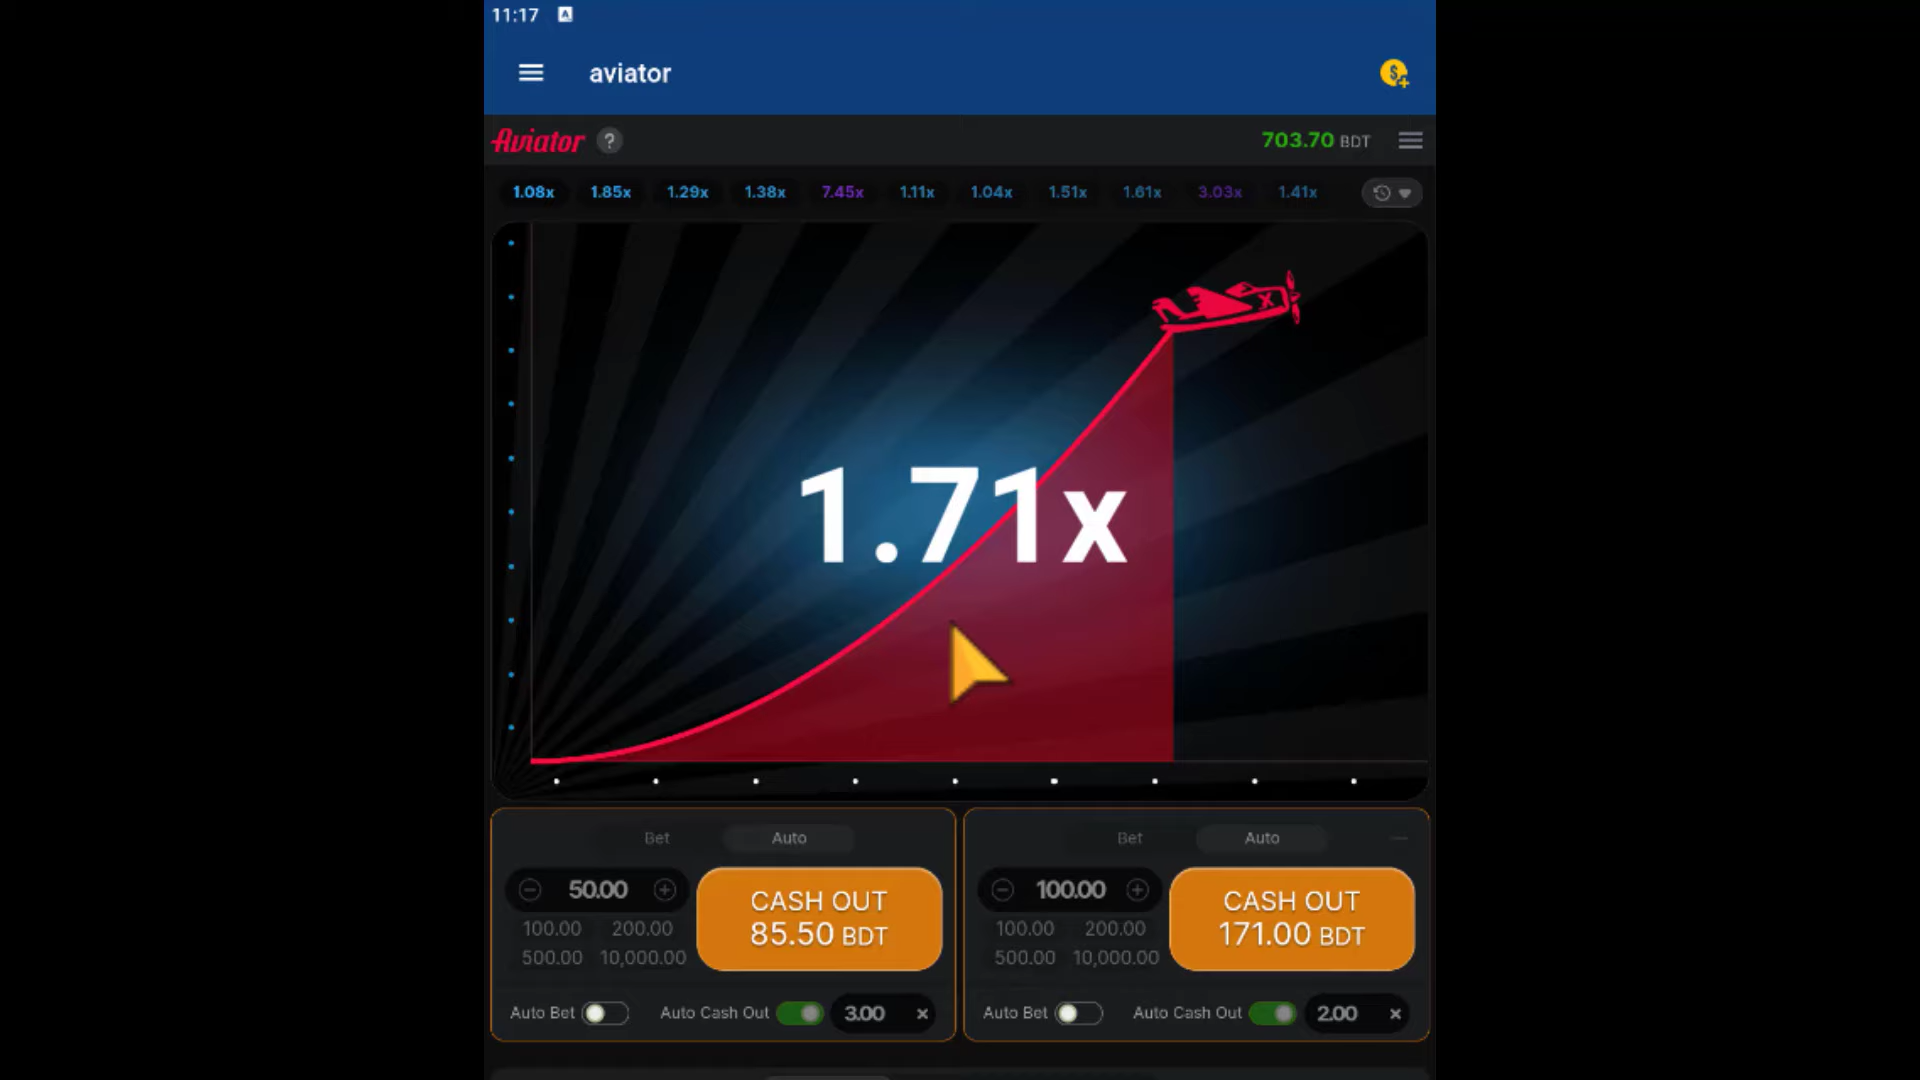 11:17 A
aviator
Aviator ? 703.70 BDT
1.08x 1.85x 1.29x 1.38x 7.45x 1.11x 1.04x 1.51x 1.61x 3.03x 1.41x
X
1.71x
Bet Auto
50.00
100.00 200.00
500.00 10,000.00
CASH OUT
85.50 BDT
Auto Bet Auto Cash Out 3.00 ×
Bet Auto
100.00
100.00 200.00
500.00 10,000.00
CASH OUT
171.00 BDT
Auto Bet Auto Cash Out 2.00 ×